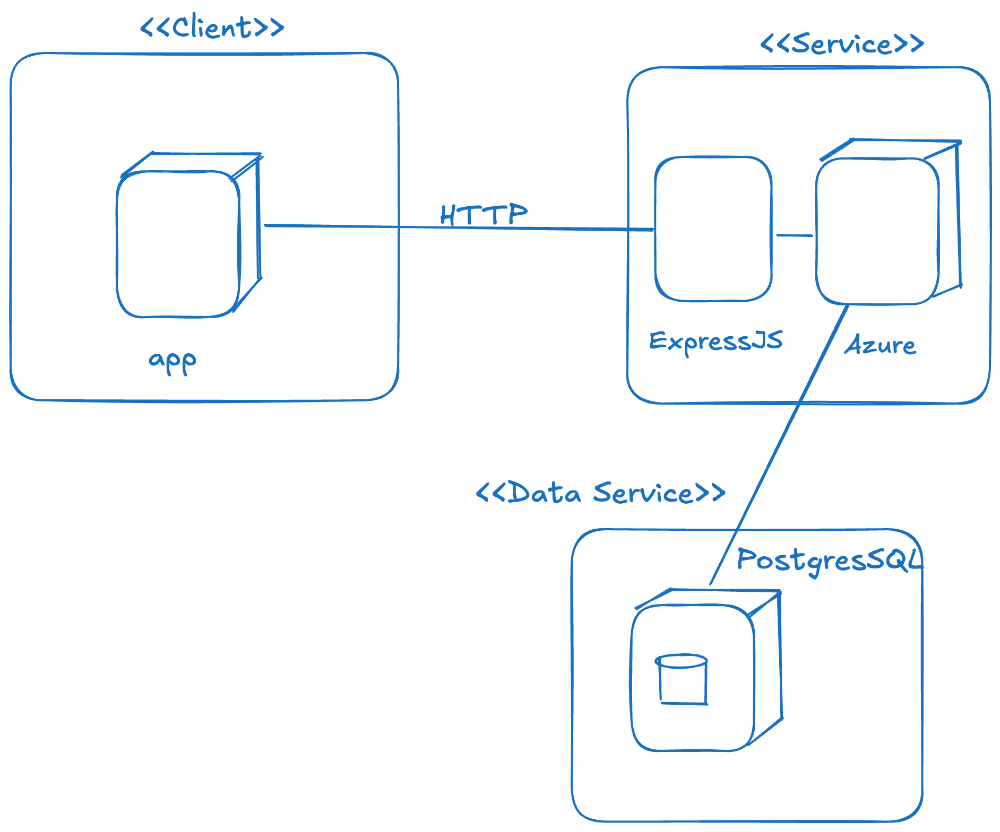 <<Client>>
<<Service>>
HTTP
ExpressJS
Azure
app
<<Data Service>>
PostgresSQL